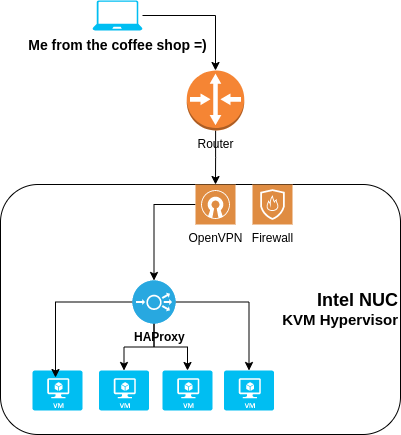 Me from the coffee shop =)
Router
OpenVPN
Firewall
Intel NUC
KVM Hypervisor
HAProxy
VM
VM
VM
VM